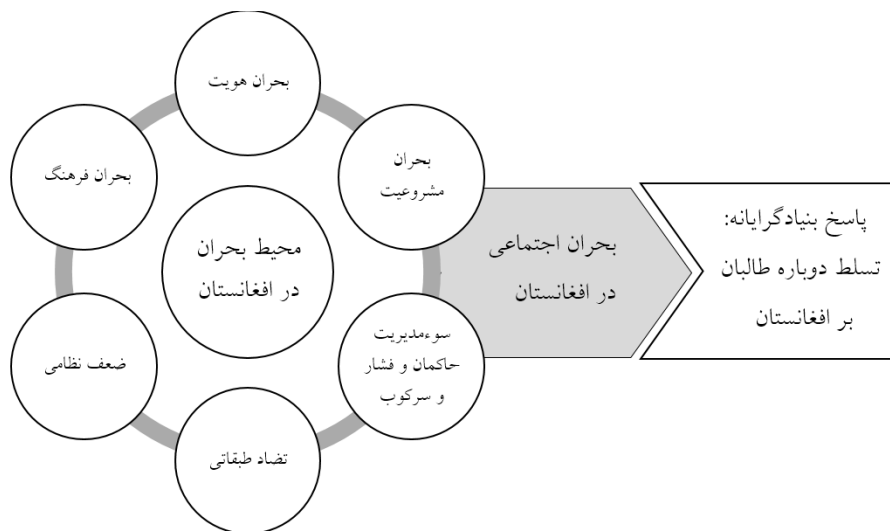 بحران هویت
بحران
مشروعیت
سوءمدیریت
حاکمان و فشار
و سرکوب
تضاد طبقاتی
ضعف نظامی
بحران فرهنگ
محیط بحران
در افغانستان
بحران اجتماعی
در افغانستان
پاسخ بنیادگرایانه:
تسلط دوباره طالبان
بر افغانستان